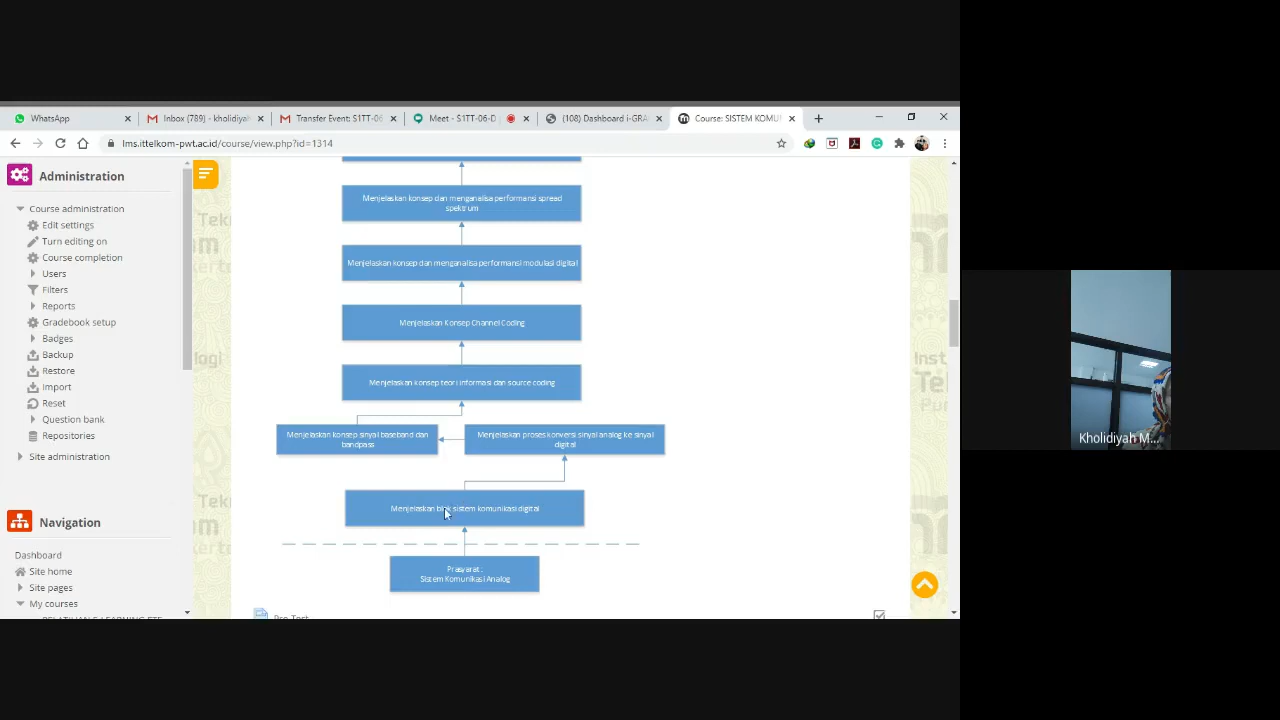 WhatsApp
Inbox (789) - kholidiyah
Transfer Event: S1TT-06
Meet - S1TT-06-D
(108) Dashboard i-GRA
Course: SISTEM KOMU
lms.ittelkom-pwt.ac.id/course/view.php?id=1314
Administration
Course administration
Edit settings
Turn editing on
Course completion
Users
Filters
Reports
Gradebook setup
Badges
Backup
Restore
Import
Reset
Question bank
Repositories
Site administration
Navigation
Dashboard
Site home
Site pages
My courses
Menjelaskan konsep dan menganalisa performansi spread
spektrum
Menjelaskan konsep dan menganalisa performansi modulasi digital
Menjelaskan Konsep Channel Coding
Menjelaskan konsep teori informasi dan source coding
Menjelaskan konsep sinyal baseband dan
bandpass
Menjelaskan proses konversi sinyal analog ke sinyal
digital
Menjelaskan blok sistem komunikasi digital
Prasyarat :
Sistem Komunikasi Analog
Kholidiyah M...